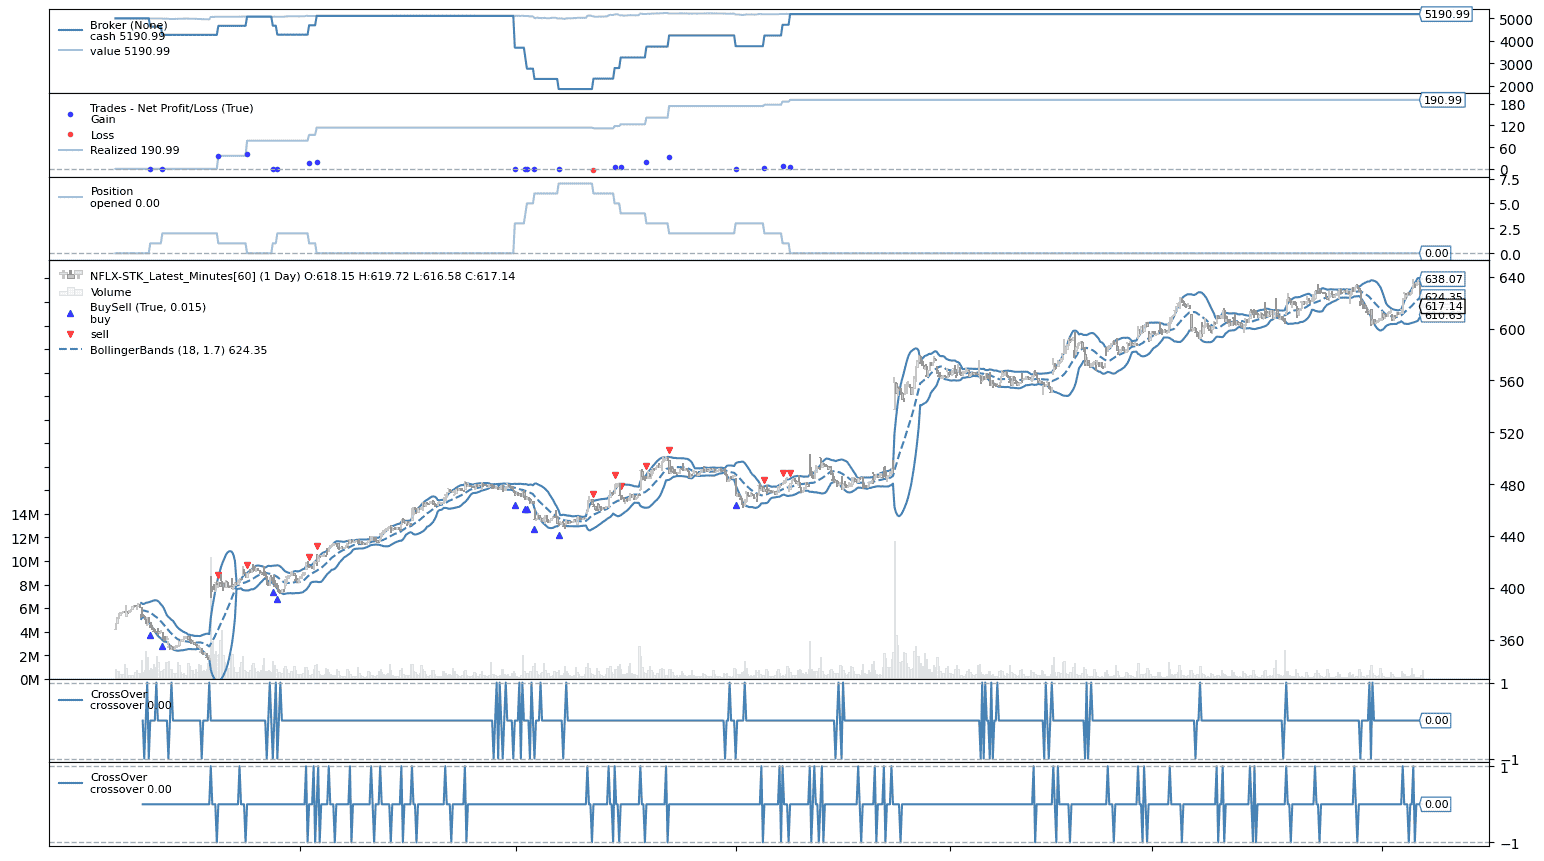 Broker (None)
cash 5190.99
value 5190.99
5190.99
5000
4000
3000
2000
Trades - Net Profit/Loss (True)
Gain
Loss
Realized 190.99
190.99
180
120
60
0
Position
opened 0.00
7.5
5.0
2.5
0.0
0.00
NFLX-STK_Latest_Minutes[60] (1 Day) O:618.15 H:619.72 L:616.58 C:617.14
Volume
BuySell (True, 0.015)
buy
sell
BollingerBands (18, 1.7) 624.35
638.07
624.35
617.14
610.63
640
600
560
520
480
440
400
360
14M
12M
10M
8M
6M
4M
2M
0M
CrossOver
crossover 0.00
1
0.00
−1
CrossOver
crossover 0.00
1
0.00
−1